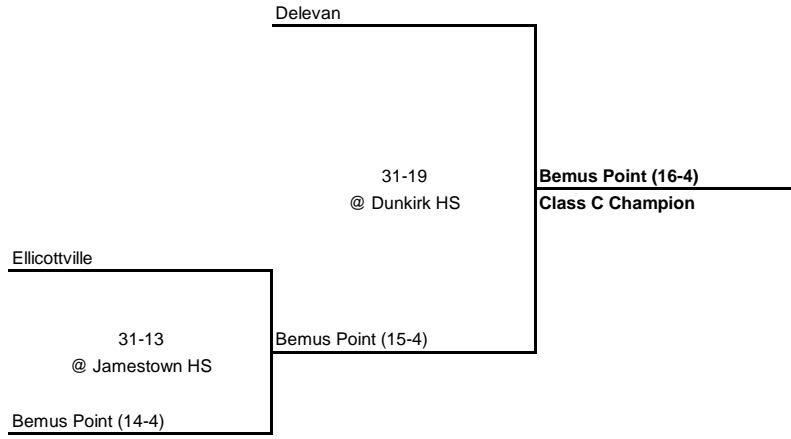 Delevan
31-19
@ Dunkirk HS
Bemus Point (16-4)
Class C Champion
Ellicottville
31-13
@ Jamestown HS
Bemus Point (15-4)
Bemus Point (14-4)